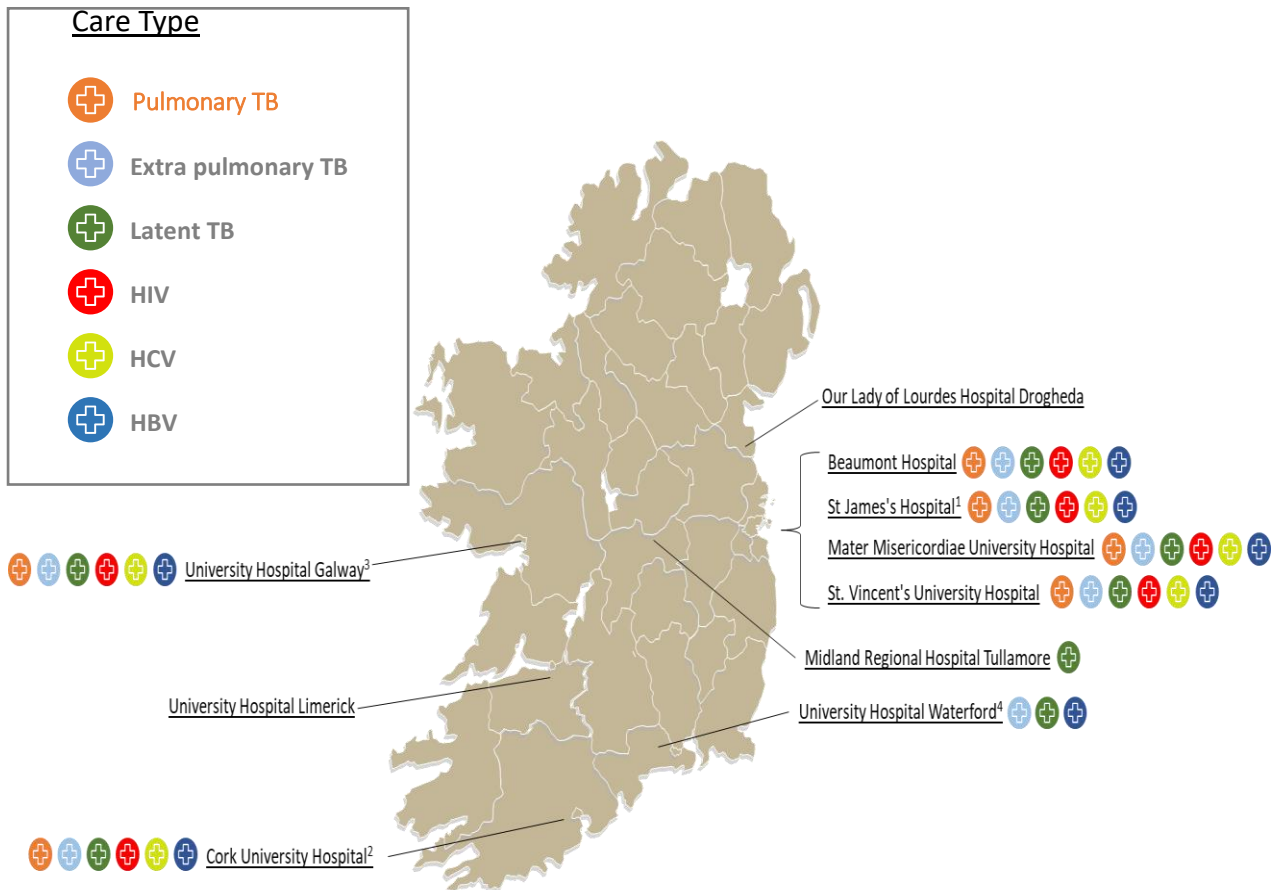 Care Type
Pulmonary TB
Extra pulmonary TB
Latent TB
HIV
HCV
HBV
Our Lady of Lourdes Hospital Drogheda
Beaumont Hospital
St James's Hospital1
Mater Misericordiae University Hospital
St. Vincent's University Hospital
University Hospital Galway3
Midland Regional Hospital Tullamore
University Hospital Limerick
University Hospital Waterford4
Cork University Hospital2